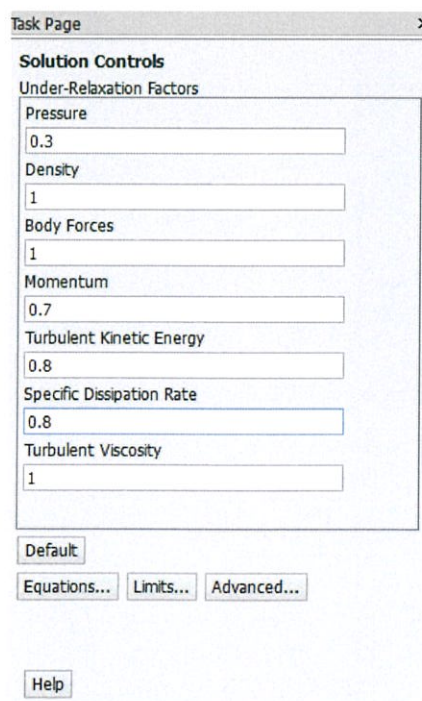 Task Page
Solution Controls
Under-Relaxation Factors
Pressure
0.3
Density
1
Body Forces
1
Momentum
0.7
Turbulent Kinetic Energy
0.8
Specific Dissipation Rate
0.8
Turbulent Viscosity
1
Default
Equations... Limits... Advanced...
Help